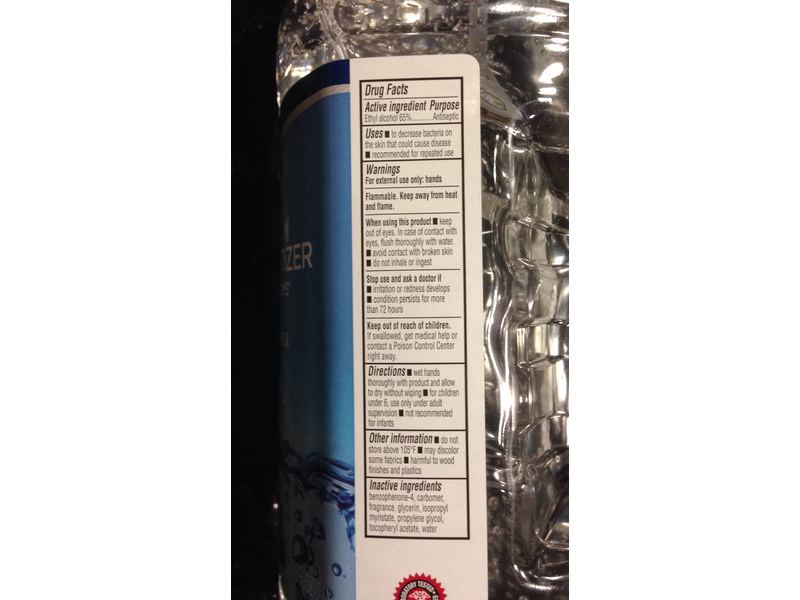 Drug Facts
Active ingredient Purpose
Ethyl alcohol 65%............ Antiseptic
Uses ■ to decrease bacteria on
the skin that could cause disease
■ recommended for repeated use
Warnings
For external use only: hands
Flammable. Keep away from heat
and flame.
When using this product ■ keep
out of eyes. In case of contact with
eyes, flush thoroughly with water.
■ avoid contact with broken skin
■ do not inhale or ingest
Stop use and ask a doctor if
■ irritation or redness develops
■ condition persists for more
than 72 hours
Keep out of reach of children.
If swallowed, get medical help or
contact a Poison Control Center
right away.
Directions ■ wet hands
thoroughly with product and allow
to dry without wiping ■ for children
under 6, use only under adult
supervision ■ not recommended
for infants
Other information ■ do not
store above 105°F ■ may discolor
some fabrics ■ harmful to wood
finishes and plastics
Inactive ingredients
benzophenone-4, carbomer,
fragrance, glycerin, isopropyl
myristate, propylene glycol,
tocopheryl acetate, water
TIZER
TESTED